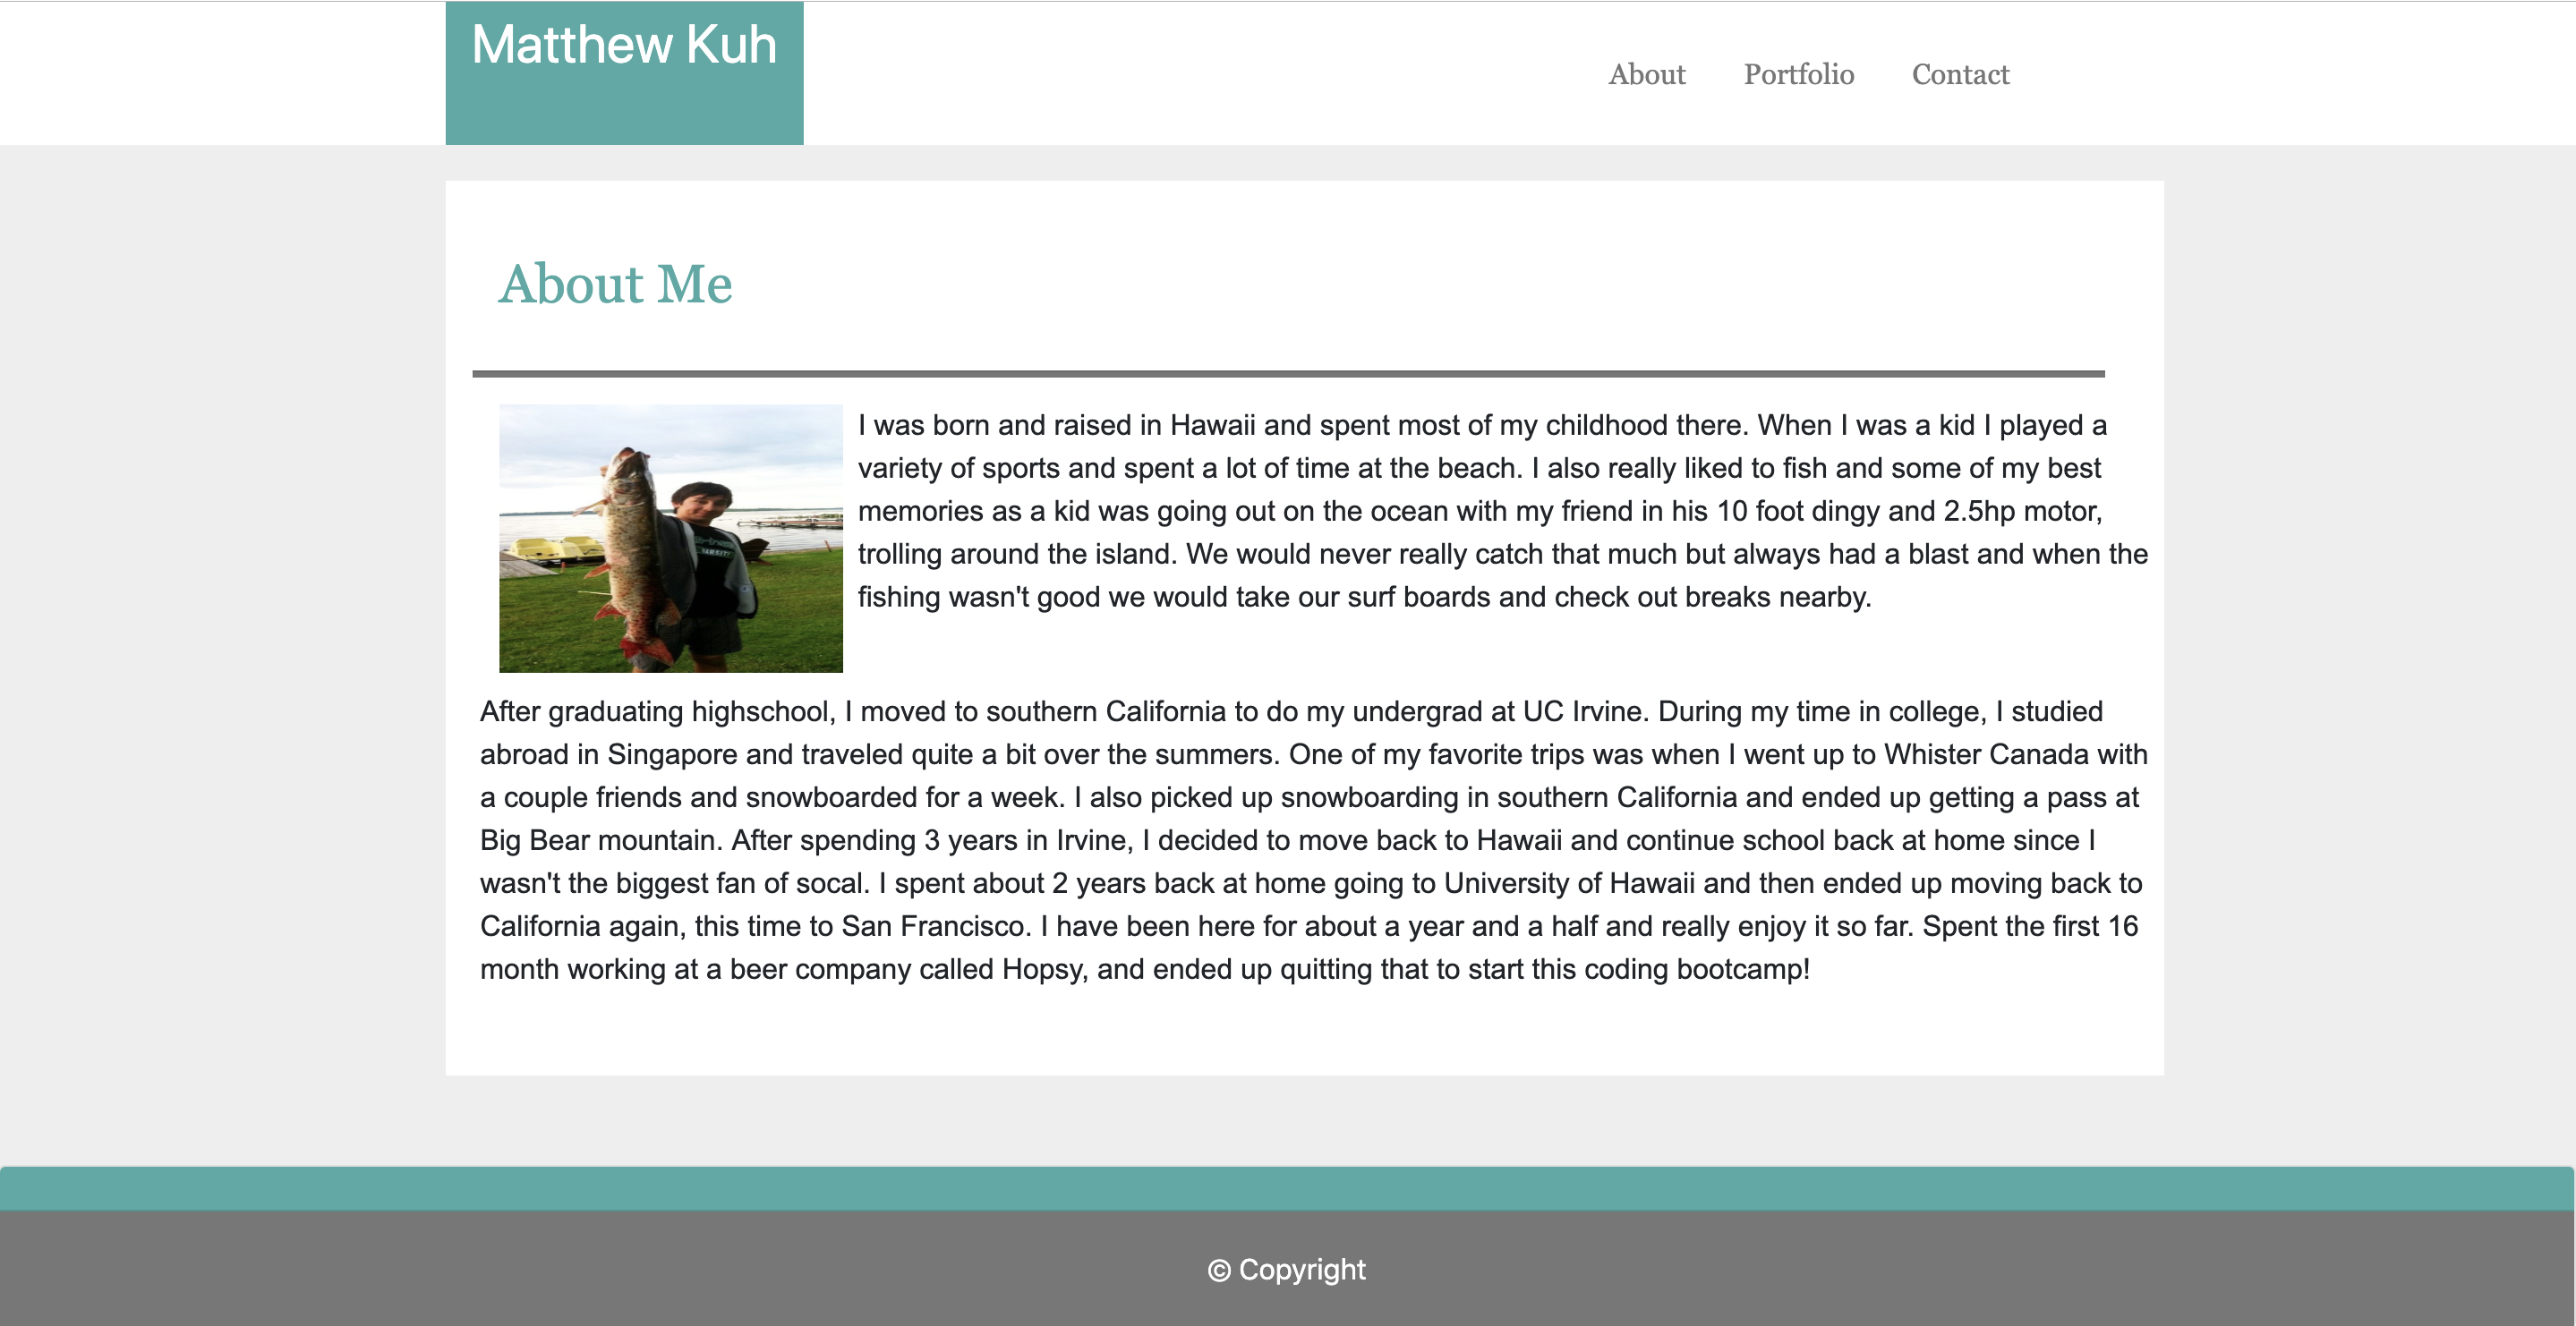 Matthew Kuh
About Portfolio Contact
About Me
I was born and raised in Hawaii and spent most of my childhood there. When I was a kid I played a
variety of sports and spent a lot of time at the beach. I also really liked to fish and some of my best
memories as a kid was going out on the ocean with my friend in his 10 foot dingy and 2.5hp motor,
trolling around the island. We would never really catch that much but always had a blast and when the
fishing wasn't good we would take our surf boards and check out breaks nearby.
After graduating highschool, I moved to southern California to do my undergrad at UC Irvine. During my time in college, I studied
abroad in Singapore and traveled quite a bit over the summers. One of my favorite trips was when I went up to Whister Canada with
a couple friends and snowboarded for a week. I also picked up snowboarding in southern California and ended up getting a pass at
Big Bear mountain. After spending 3 years in Irvine, I decided to move back to Hawaii and continue school back at home since I
wasn't the biggest fan of socal. I spent about 2 years back at home going to University of Hawaii and then ended up moving back to
California again, this time to San Francisco. I have been here for about a year and a half and really enjoy it so far. Spent the first 16
month working at a beer company called Hopsy, and ended up quitting that to start this coding bootcamp!
© Copyright